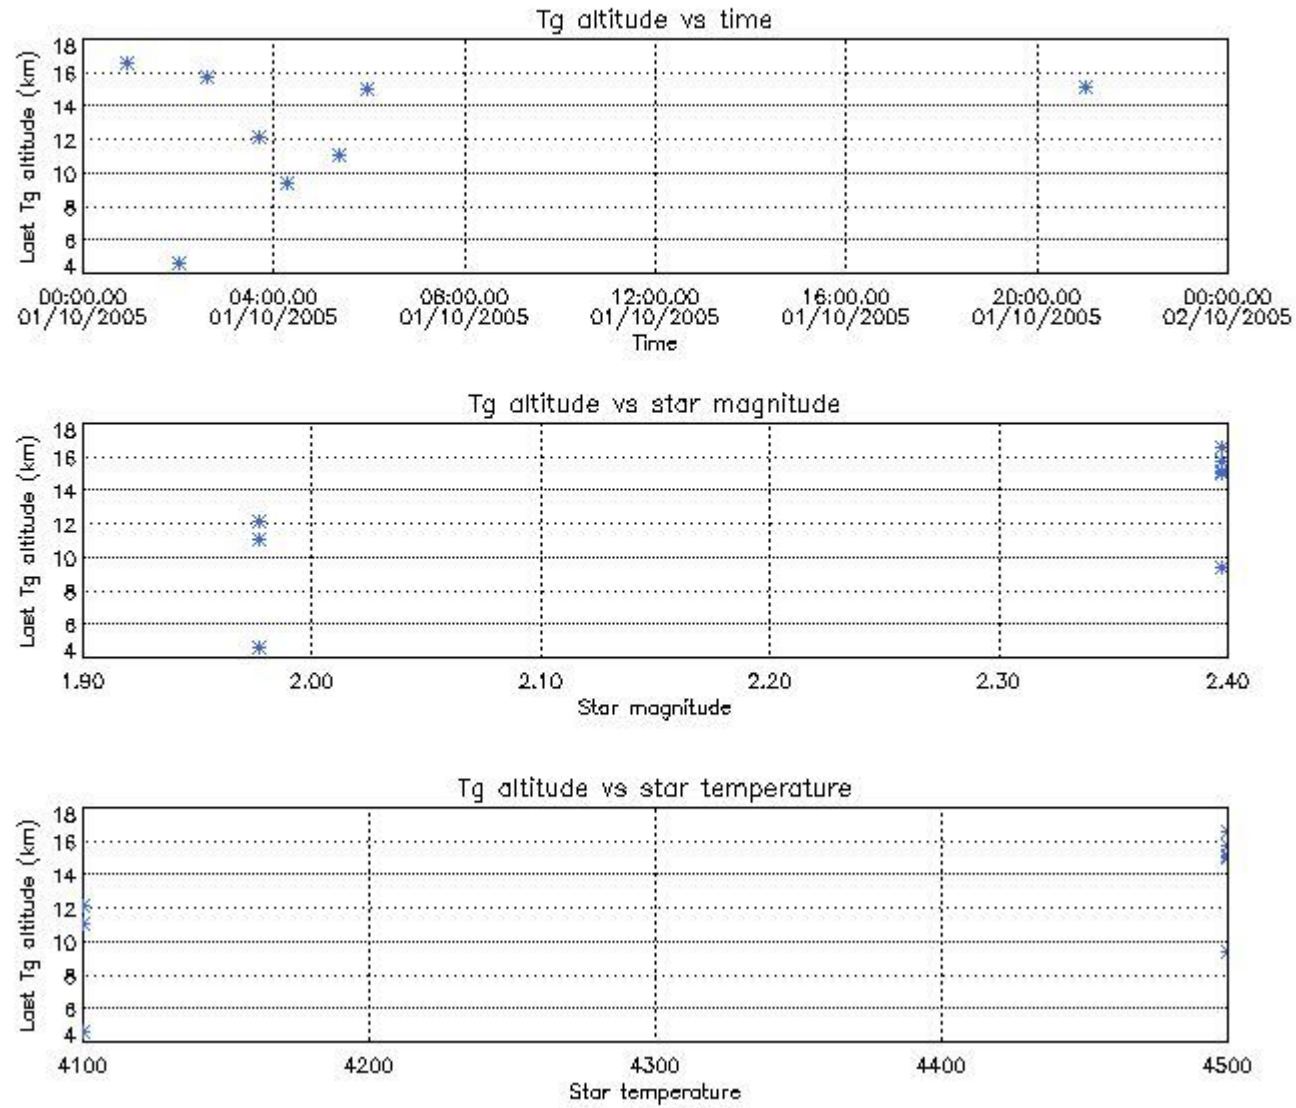 Tg altitude vs time
Last Tg altitude (km)
18
16
14
12
10
8
6
4
00:00.00 04:00.00 08:00.00 12:00.00 16:00.00 20:00.00 00:00.00
01/10/2005 01/10/2005 01/10/2005 01/10/2005 01/10/2005 01/10/2005 02/10/2005
Time
Tg altitude vs star magnitude
Last Tg altitude (km)
18
16
14
12
10
8
6
4
1.90 2.00 2.10 2.20 2.30 2.40
Star magnitude
Tg altitude vs star temperature
Last Tg altitude (km)
18
16
14
12
10
8
6
4
4100 4200 4300 4400 4500
Star temperature